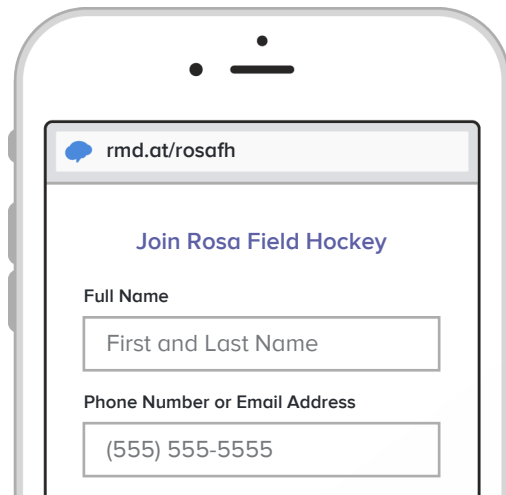 rmd.at/rosafh
Join Rosa Field Hockey
Full Name
First and Last Name
Phone Number or Email Address
(555) 555-5555